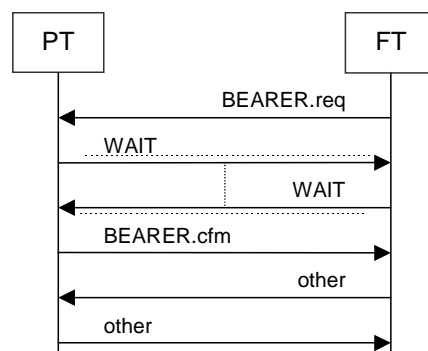 PT
FT
BEARER.req
WAIT
WAIT
BEARER.cfm
other
other